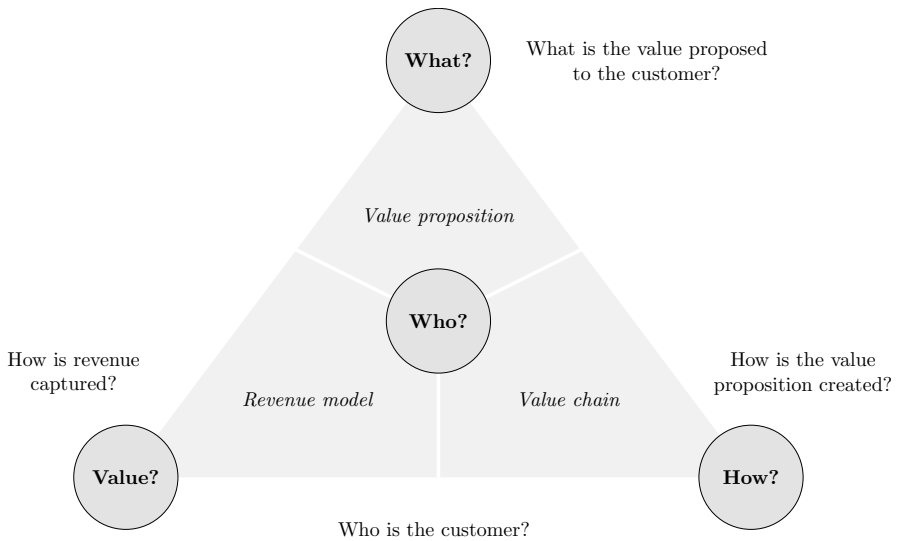 What?
What is the value proposed
to the customer?
Value proposition
Who?
How is revenue
captured?
How is the value
proposition created?
Revenue model
Value chain
Value?
How?
Who is the customer?